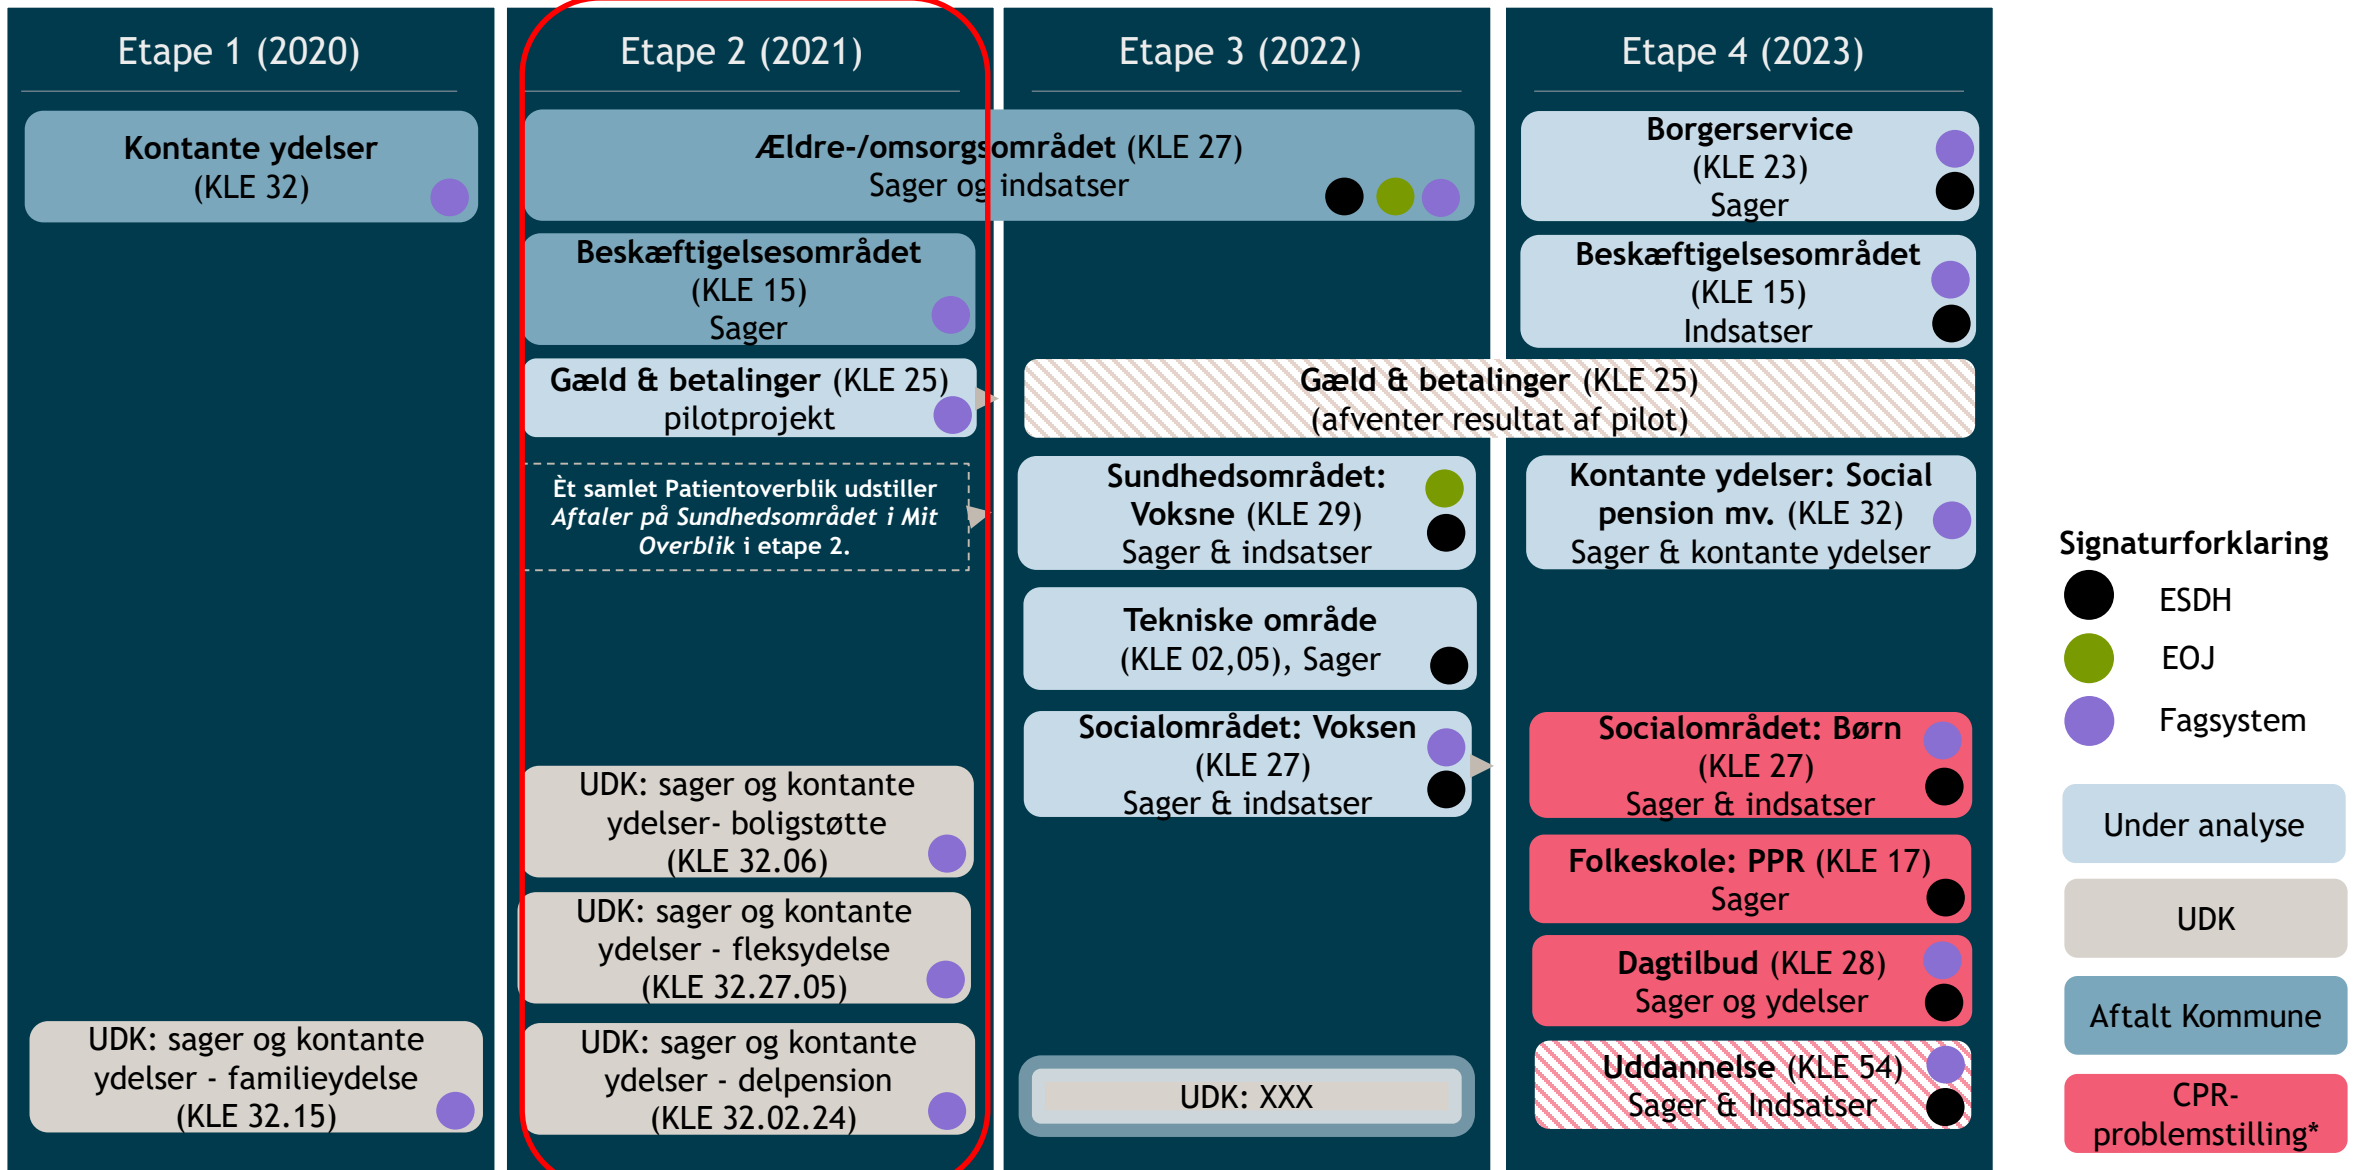 Etape 1 (2020)
Kontante ydelser
(KLE 32)
UDK: sager og kontante
ydelser - familieydelse
(KLE 32.15)
Etape 2 (2021)
Ældre-/omsorgsområdet (KLE 27)
Sager og indsatser
Beskæftigelsesområdet
(KLE 15)
Sager
Gæld & betalinger (KLE 25)
pilotprojekt
Èt samlet Patientoverblik udstiller
Aftaler på Sundhedsområdet i Mit
Overblik i etape 2.
UDK: sager og kontante
ydelser- boligstøtte
(KLE 32.06)
UDK: sager og kontante
ydelser - fleksydelse
(KLE 32.27.05)
UDK: sager og kontante
ydelser - delpension
(KLE 32.02.24)
Etape 3 (2022)
Gæld & betalinger (KLE 25)
(afventer resultat af pilot)
Sundhedsområdet:
Voksne (KLE 29)
Sager & indsatser
Tekniske område
(KLE 02,05), Sager
Socialområdet: Voksen
(KLE 27)
Sager & indsatser
UDK: XXX
Etape 4 (2023)
Borgerservice
(KLE 23)
Sager
Beskæftigelsesområdet
(KLE 15)
Indsatser
Kontante ydelser: Social
pension mv. (KLE 32)
Sager & kontante ydelser
Socialområdet: Børn
(KLE 27)
Sager & indsatser
Folkeskole: PPR (KLE 17)
Sager
Dagtilbud (KLE 28)
Sager og ydelser
Uddannelse (KLE 54)
Sager & Indsatser
Signaturforklaring
ESDH
EOJ
Fagsystem
Under analyse
UDK
Aftalt Kommune
CPR-
problemstilling*